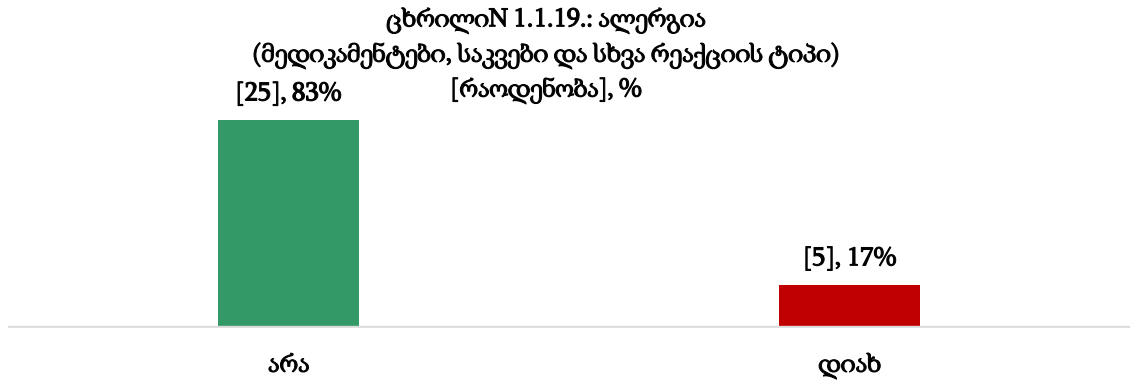 ცხრილიN 1.1.19.: ალერგია
(მედიკამენტები, საკვები და სხვა რეაქციის ტიპი)
[რაოდენობა], %
[25], 83%
[5], 17%
არა
დიახ